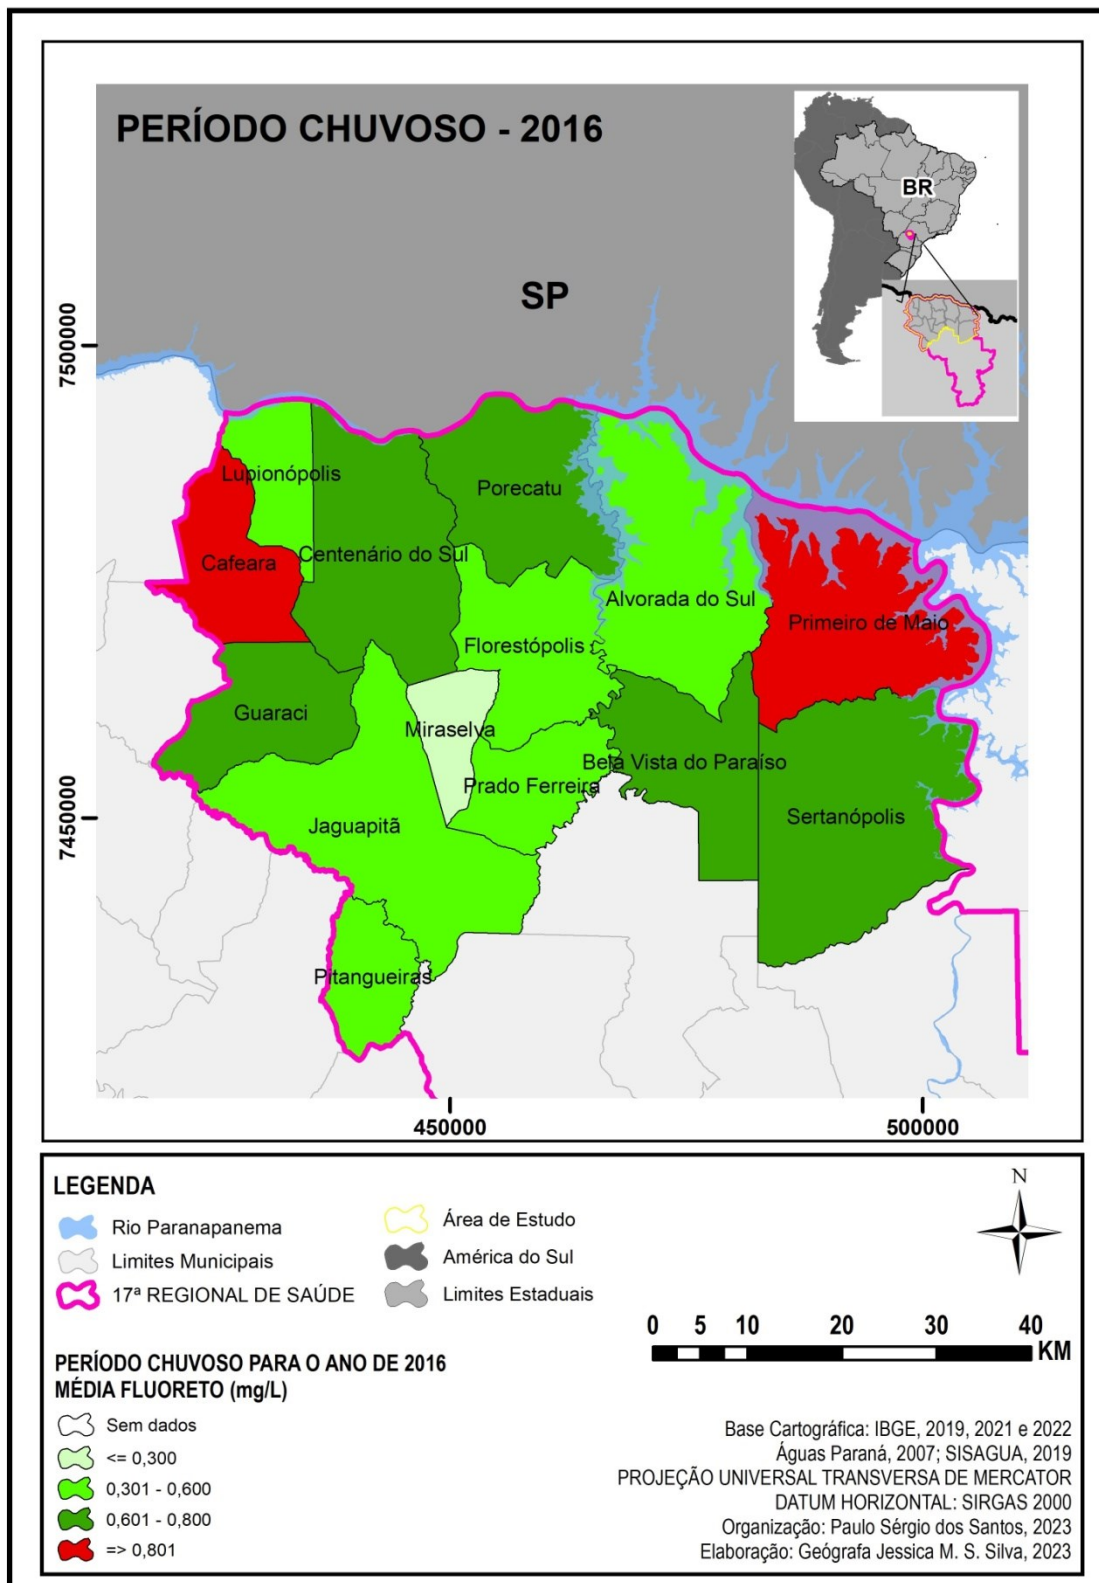 PERÍODO CHUVOSO - 2016
BR
SP
7500000
7450000
Lupionópolis
Porecatu
Centenário do Sul
Cafeara
Alvorada do Sul
Primeiro de Maio
Florestópolis
Guaraci
Miraselva
Bela Vista do Paraíso
Prado Ferreira
Sertanópolis
Jaguapitã
Pitangueiras
450000
500000
LEGENDA
Rio Paranapanema
Limites Municipais
17ª REGIONAL DE SAÚDE
Área de Estudo
América do Sul
Limites Estaduais
N
0 5 10 20 30 40
KM
PERÍODO CHUVOSO PARA O ANO DE 2016
MÉDIA FLUORETO (mg/L)
Sem dados
<= 0,300
0,301 - 0,600
0,601 - 0,800
=> 0,801
Base Cartográfica: IBGE, 2019, 2021 e 2022
Águas Paraná, 2007; SISAGUA, 2019
PROJEÇÃO UNIVERSAL TRANSVERSA DE MERCATOR
DATUM HORIZONTAL: SIRGAS 2000
Organização: Paulo Sérgio dos Santos, 2023
Elaboração: Geógrafa Jessica M. S. Silva, 2023